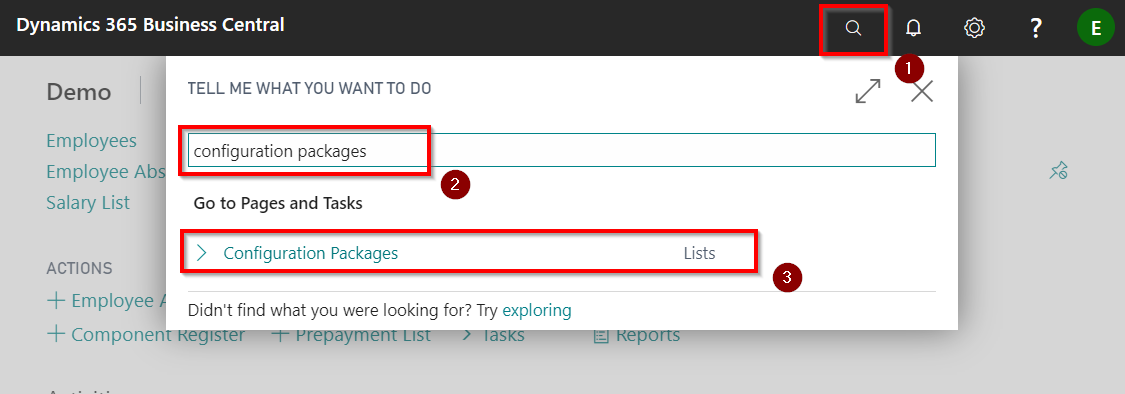 Dynamics 365 Business Central
?
E
1
Demo
TELL ME WHAT YOU WANT TO DO
Employees
configuration packages
Employee Abs
2
Salary List
Go to Pages and Tasks
Configuration Packages Lists
ACTIONS
3
+ Employee A
Didn't find what you were looking for? Try exploring
+ Component Register + Prepayment List > Tasks Reports